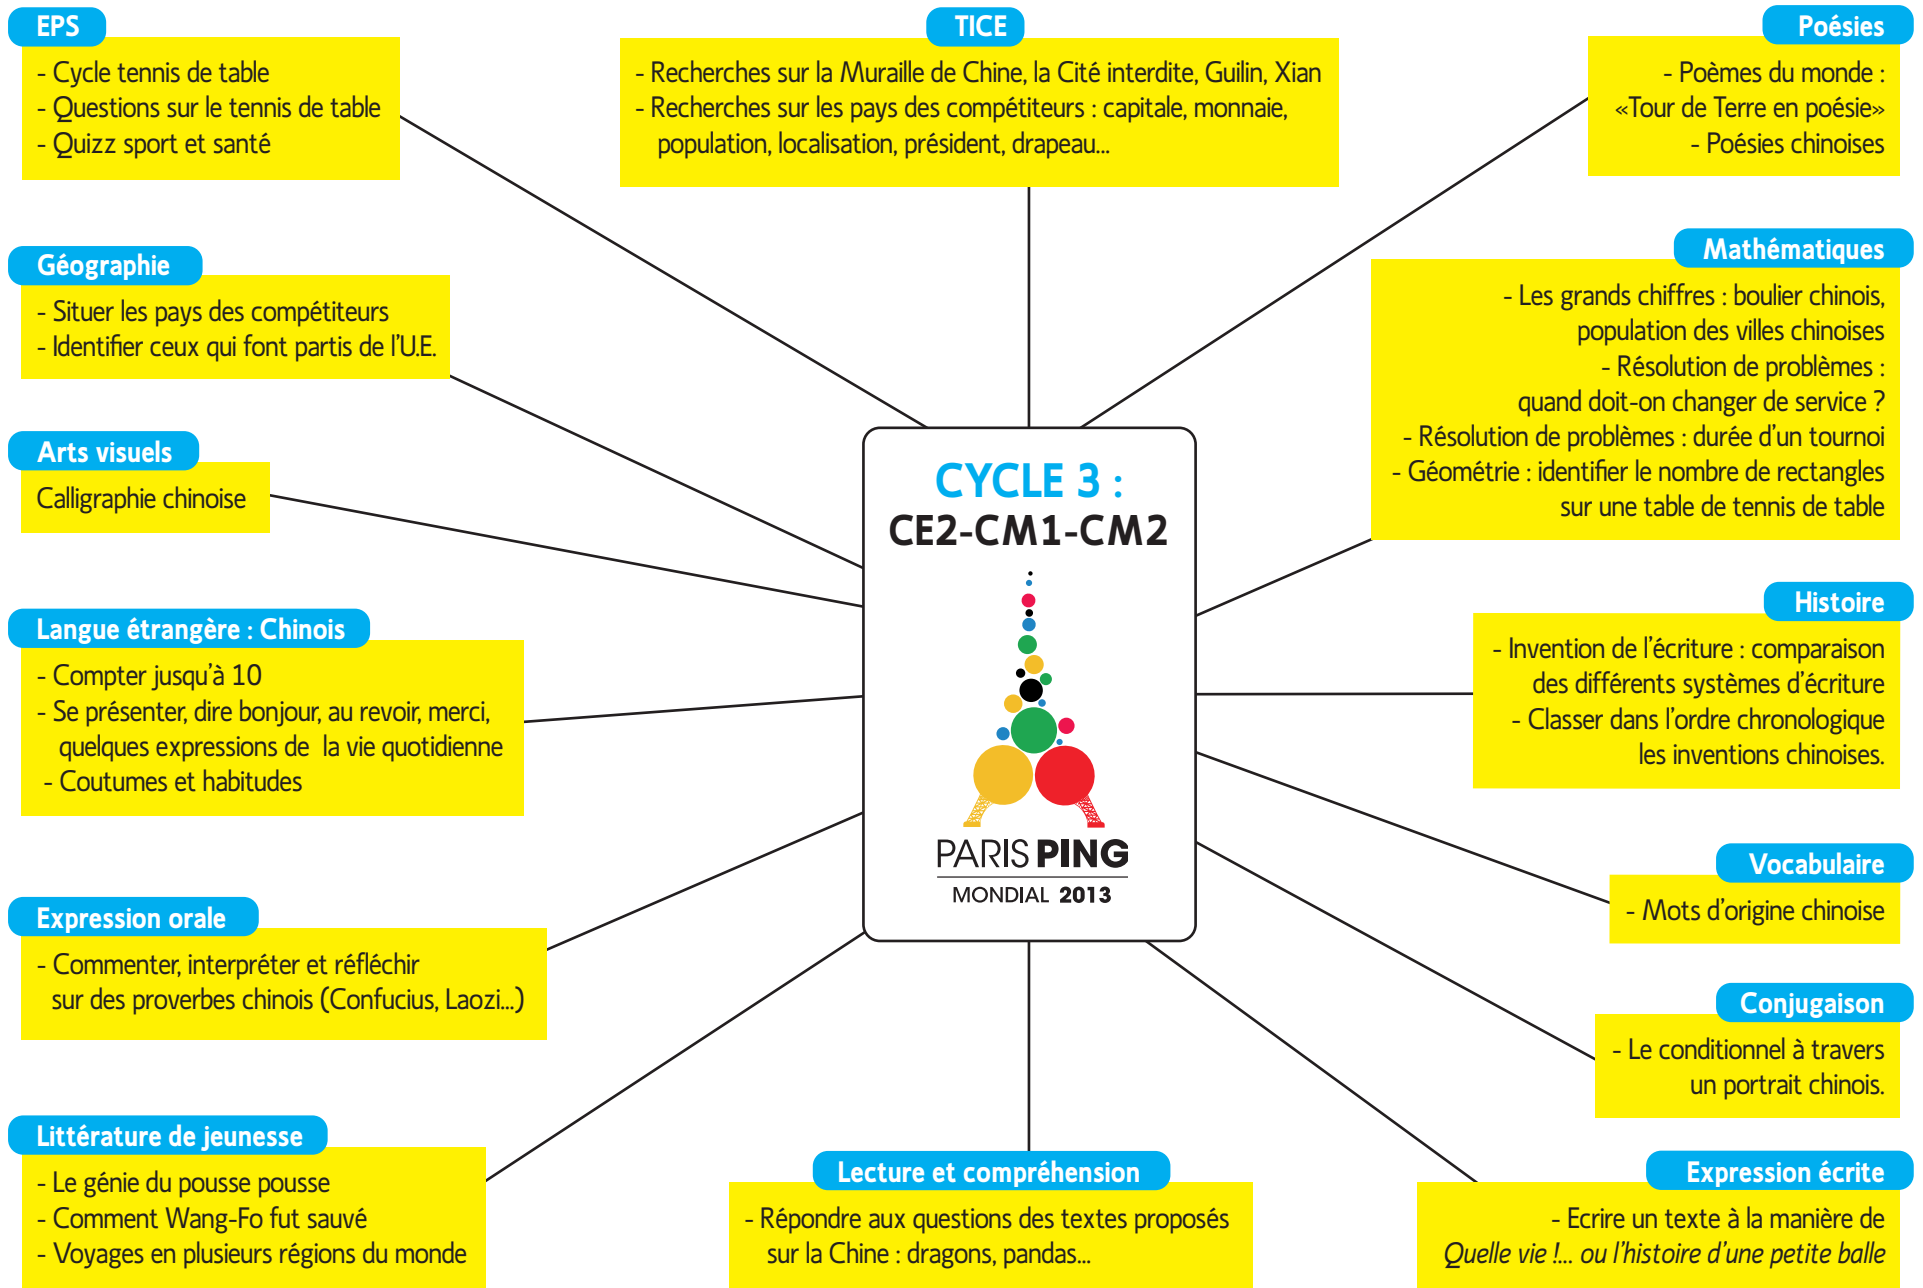 EPS
- Cycle tennis de table
- Questions sur le tennis de table
- Quizz sport et santé
TICE
- Recherches sur la Muraille de Chine, la Cité interdite, Guilin, Xian
- Recherches sur les pays des compétiteurs : capitale, monnaie,
population, localisation, président, drapeau...
Poésies
- Poèmes du monde :
«Tour de Terre en poésie»
- Poésies chinoises
Géographie
- Situer les pays des compétiteurs
- Identifier ceux qui font partis de l'U.E.
Mathématiques
- Les grands chiffres : boulier chinois,
population des villes chinoises
- Résolution de problèmes :
quand doit-on changer de service ?
- Résolution de problèmes : durée d'un tournoi
- Géométrie : identifier le nombre de rectangles
sur une table de tennis de table
Arts visuels
Calligraphie chinoise
CYCLE 3 :
CE2-CM1-CM2
PARIS PING
MONDIAL 2013
Langue étrangère : Chinois
- Compter jusqu'à 10
- Se présenter, dire bonjour, au revoir, merci,
quelques expressions de la vie quotidienne
- Coutumes et habitudes
Histoire
- Invention de l'écriture : comparaison
des différents systèmes d'écriture
- Classer dans l'ordre chronologique
les inventions chinoises.
Vocabulaire
- Mots d'origine chinoise
Expression orale
- Commenter, interpréter et réfléchir
sur des proverbes chinois (Confucius, Laozi...)
Conjugaison
- Le conditionnel à travers
un portrait chinois.
Littérature de jeunesse
- Le génie du pousse pousse
- Comment Wang-Fo fut sauvé
- Voyages en plusieurs régions du monde
Lecture et compréhension
- Répondre aux questions des textes proposés
sur la Chine : dragons, pandas...
Expression écrite
- Ecrire un texte à la manière de
Quelle vie !... ou l'histoire d'une petite balle